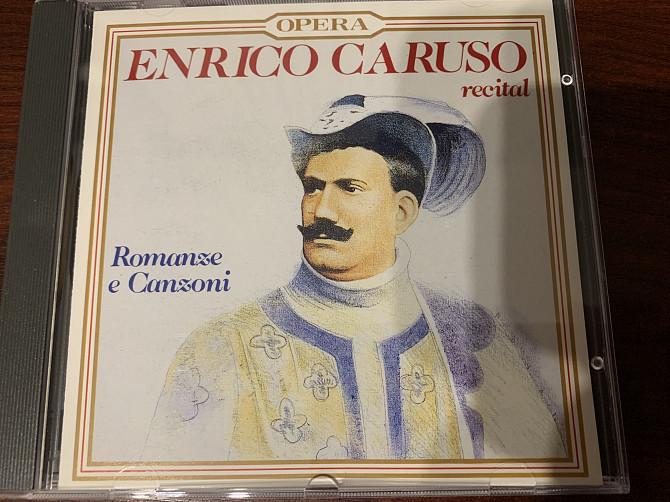 OPERA
ENRICO CARUSO
recital
Romanze
e Canzoni